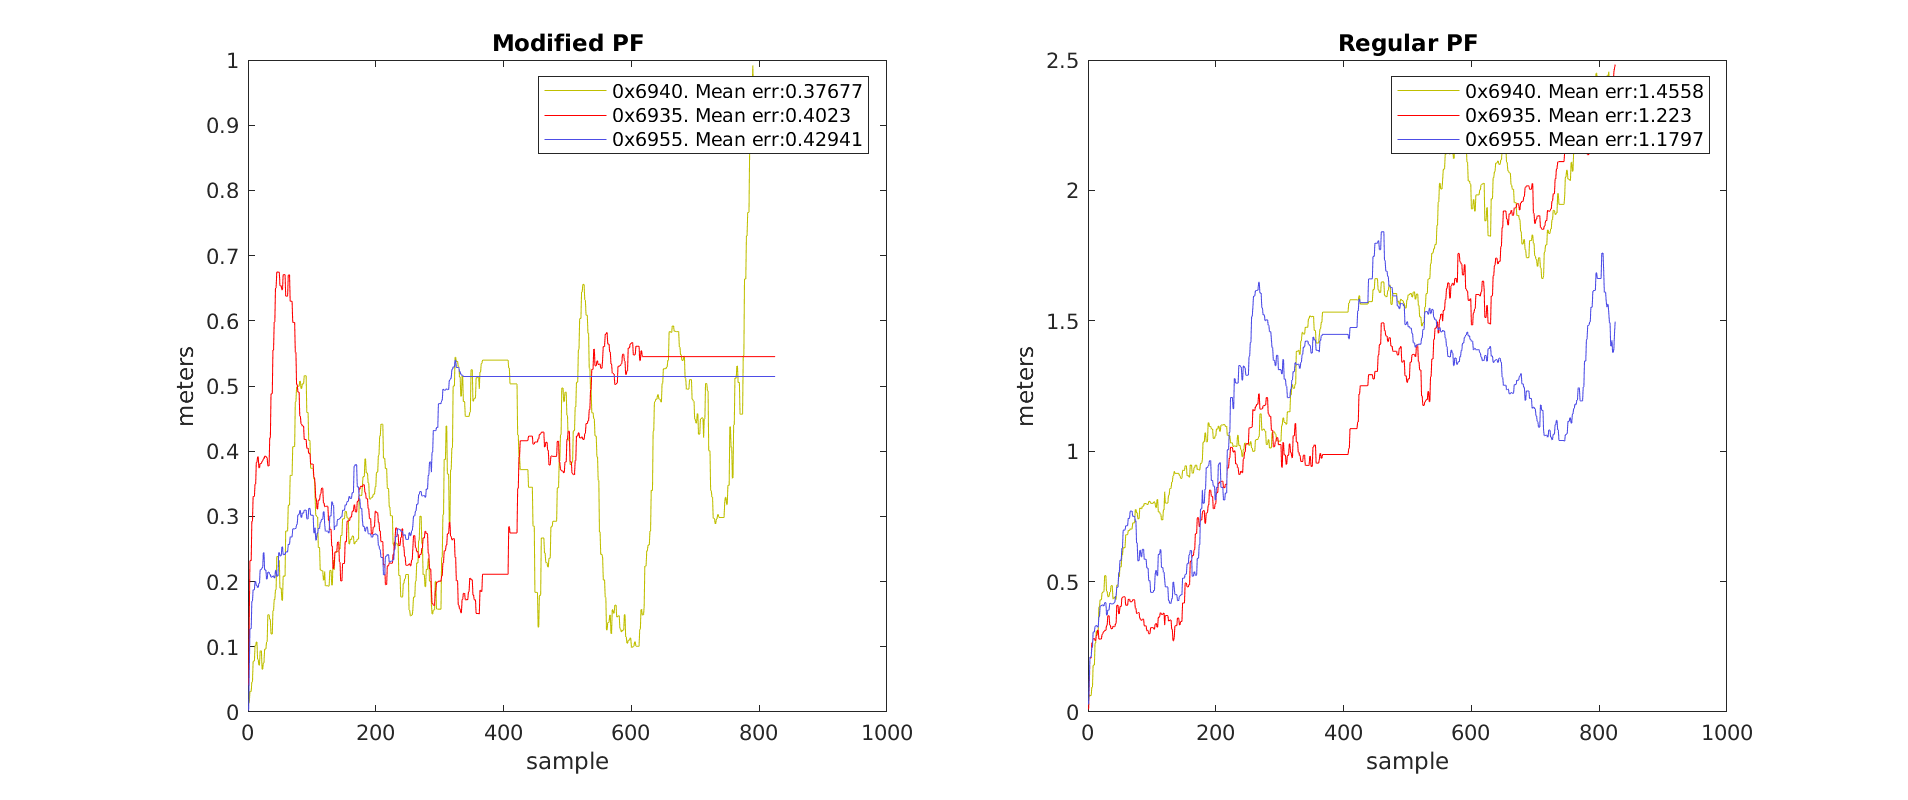 Modified PF
1
0.9
0.8
0.7
0.6
0.5
0.4
0.3
0.2
0.1
0
meters
0x6940. Mean err:0.37677
0x6935. Mean err:0.4023
0x6955. Mean err:0.42941
0 200 400 600 800 1000
sample
Regular PF
2.5
2
1.5
1
0.5
0
meters
0x6940. Mean err:1.4558
0x6935. Mean err:1.223
0x6955. Mean err:1.1797
0 200 400 600 800 1000
sample